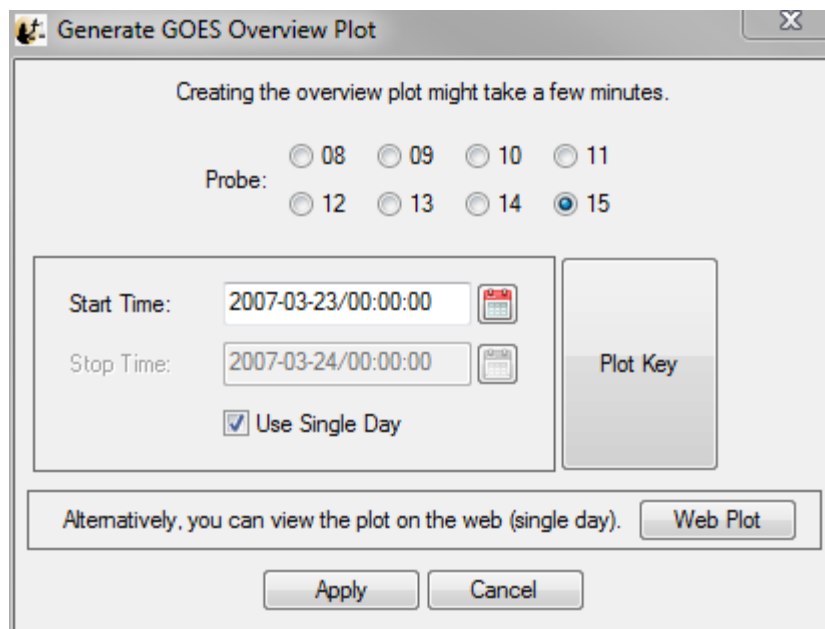 Generate GOES Overview Plot
Creating the overview plot might take a few minutes.
Probe:
08 09 10 11
12 13 14 15
Start Time: 2007-03-23/00:00:00
Stop Time: 2007-03-24/00:00:00
Use Single Day
Plot Key
Alternatively, you can view the plot on the web (single day). Web Plot
Apply Cancel